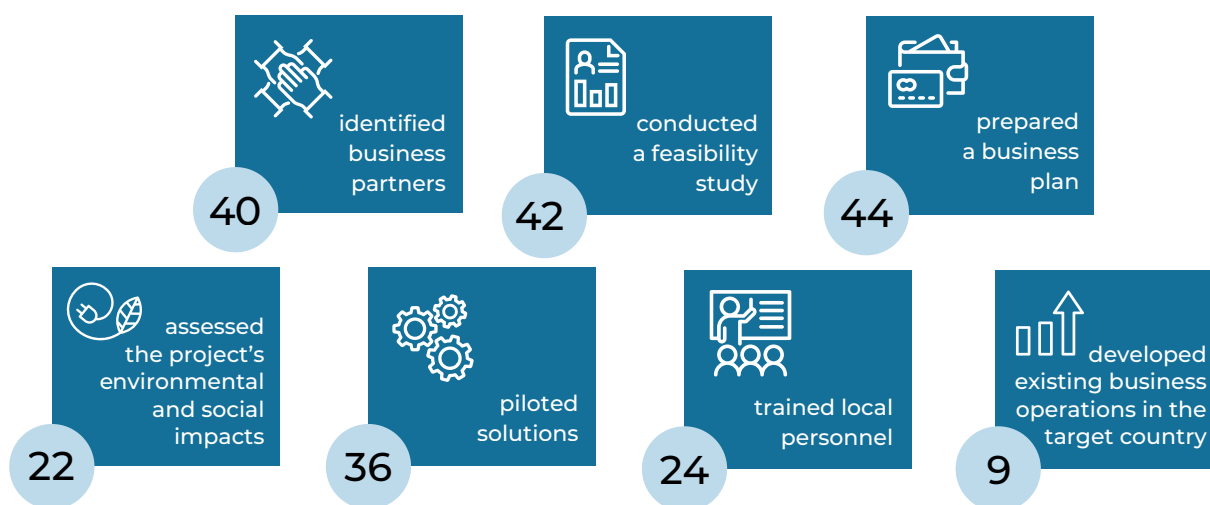 identified
business
partners
40
conducted
a feasibility
study
42
prepared
a business
plan
44
assessed
the project’s
environmental
and social
impacts
22
piloted
solutions
36
trained local
personnel
24
developed
existing business
operations in the
target country
9